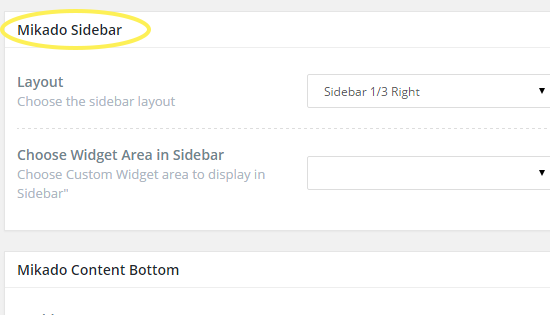 Mikado Sidebar
Layout
Choose the sidebar layout
Sidebar 1/3 Right
Choose Widget Area in Sidebar
Choose Custom Widget area to display in
Sidebar"
Mikado Content Bottom